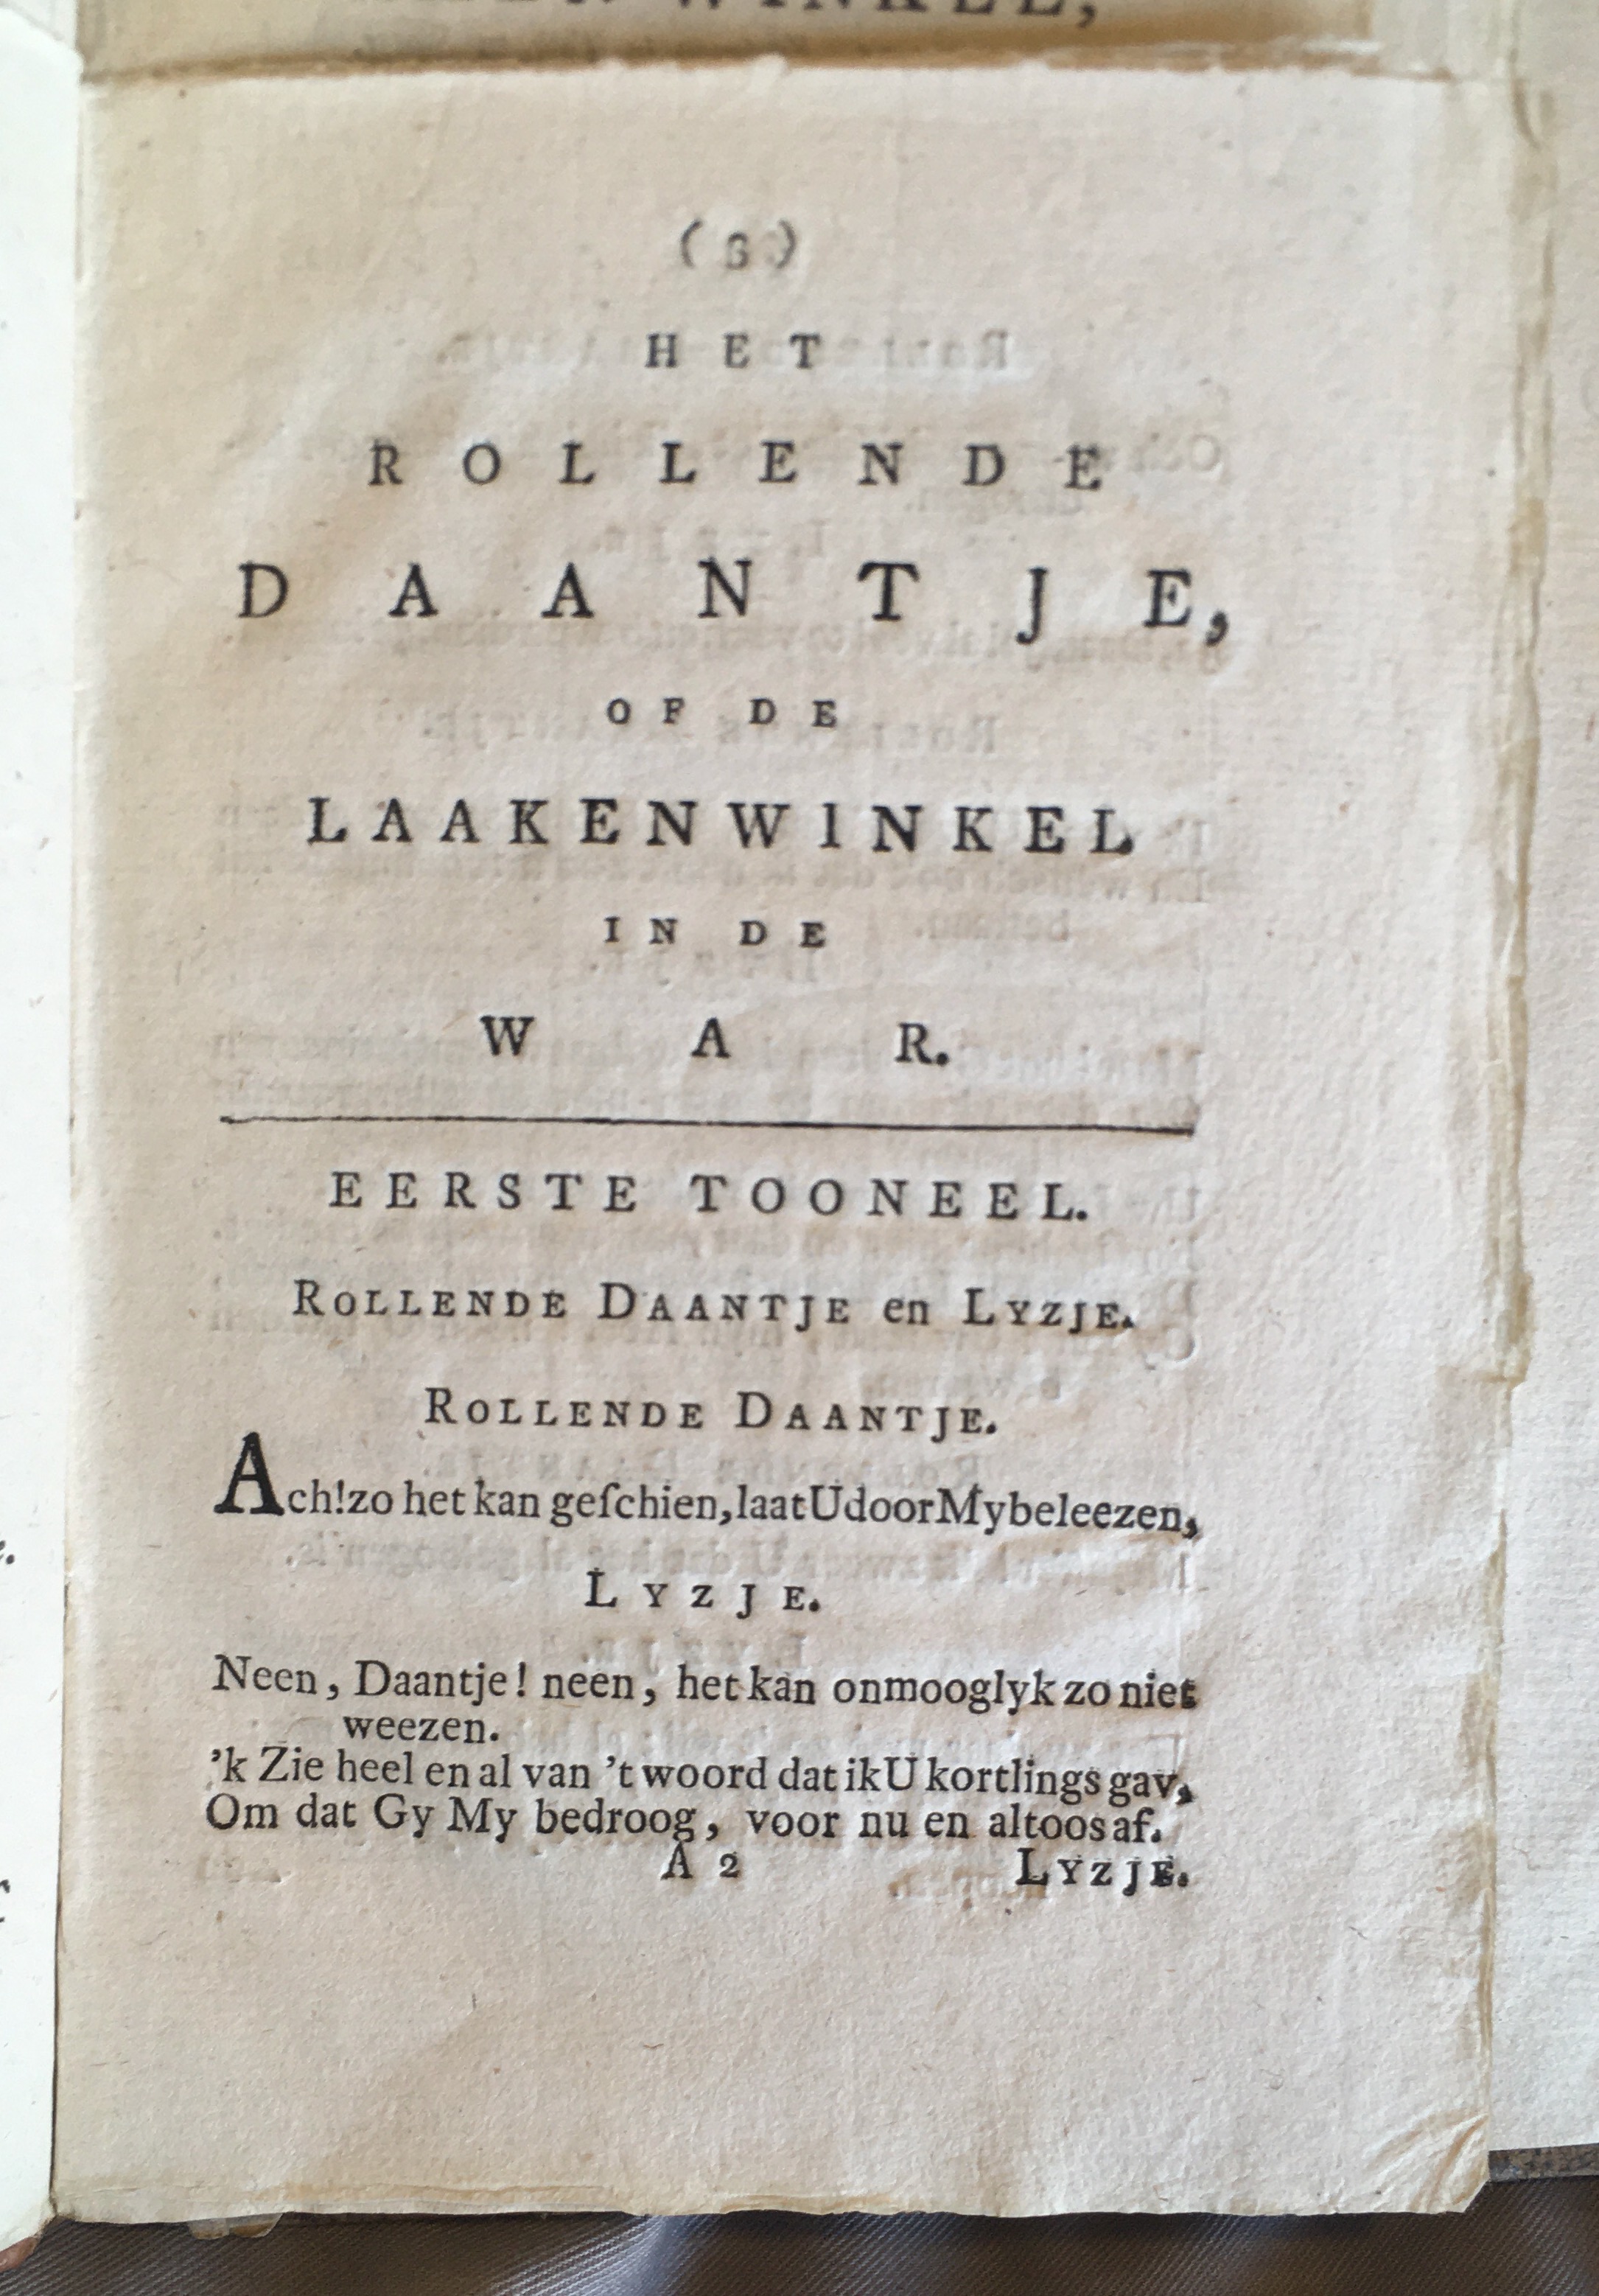 WINKEL,
( 3 )
HET
ROLLENDE
DAANTJE,
OF DE
LAAKENWINKEL
IN DE
WAR.
EERSTE TOONEEL.
ROLLENDE DAANTJE en LYZJE.
ROLLENDE DAANTJE.
Ach! zo het kan geſchien, laat U door My beleezen,
LYZJE.
Neen, Daantje! neen, het kan onmooglyk zo niet
weezen.
'k Zie heel en al van 't woord dat ik U kortlings gav,
Om dat Gy My bedroog, voor nu en altoos af.
A 2 LYZJE.